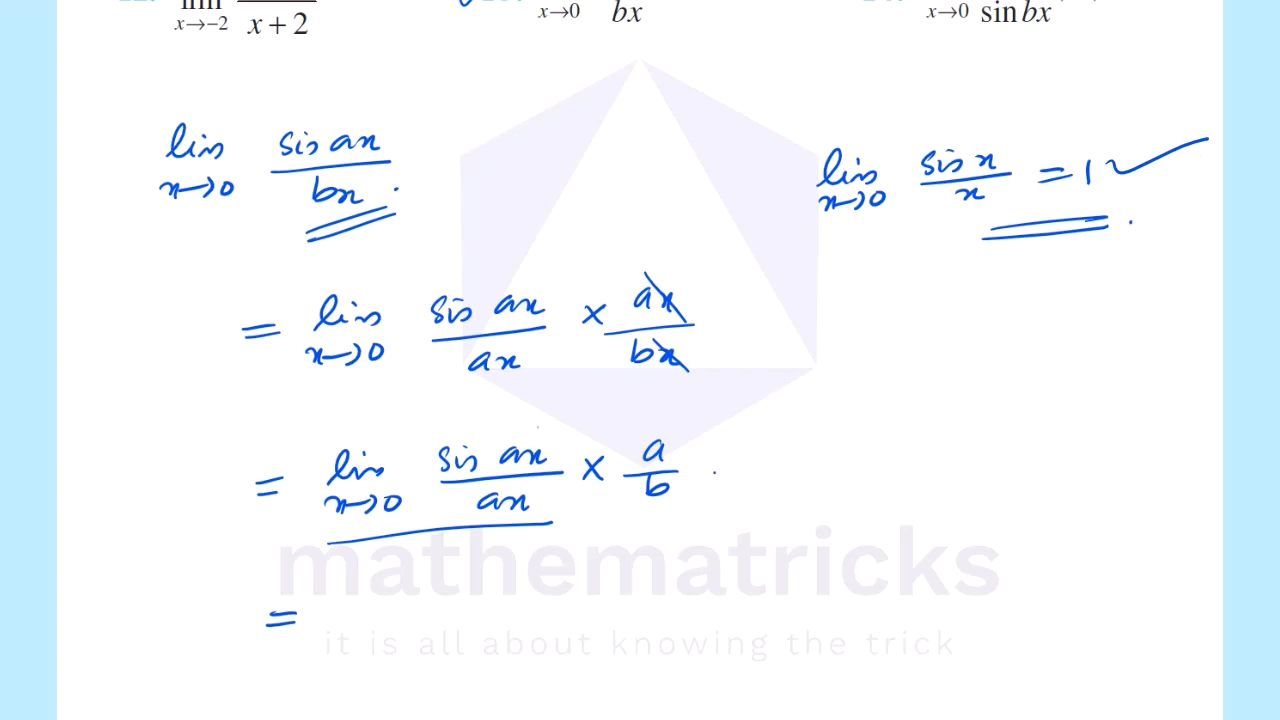 lim x→-2 x + 2
x→0 bx
x→0 sin bx
lim x→0 sin ax / bx
lim x→0 sin x / x = 1
= lim x→0 sin ax / ax × ax / bx
= lim x→0 sin ax / ax × a / b
=
mathematricks
it is all about knowing the trick